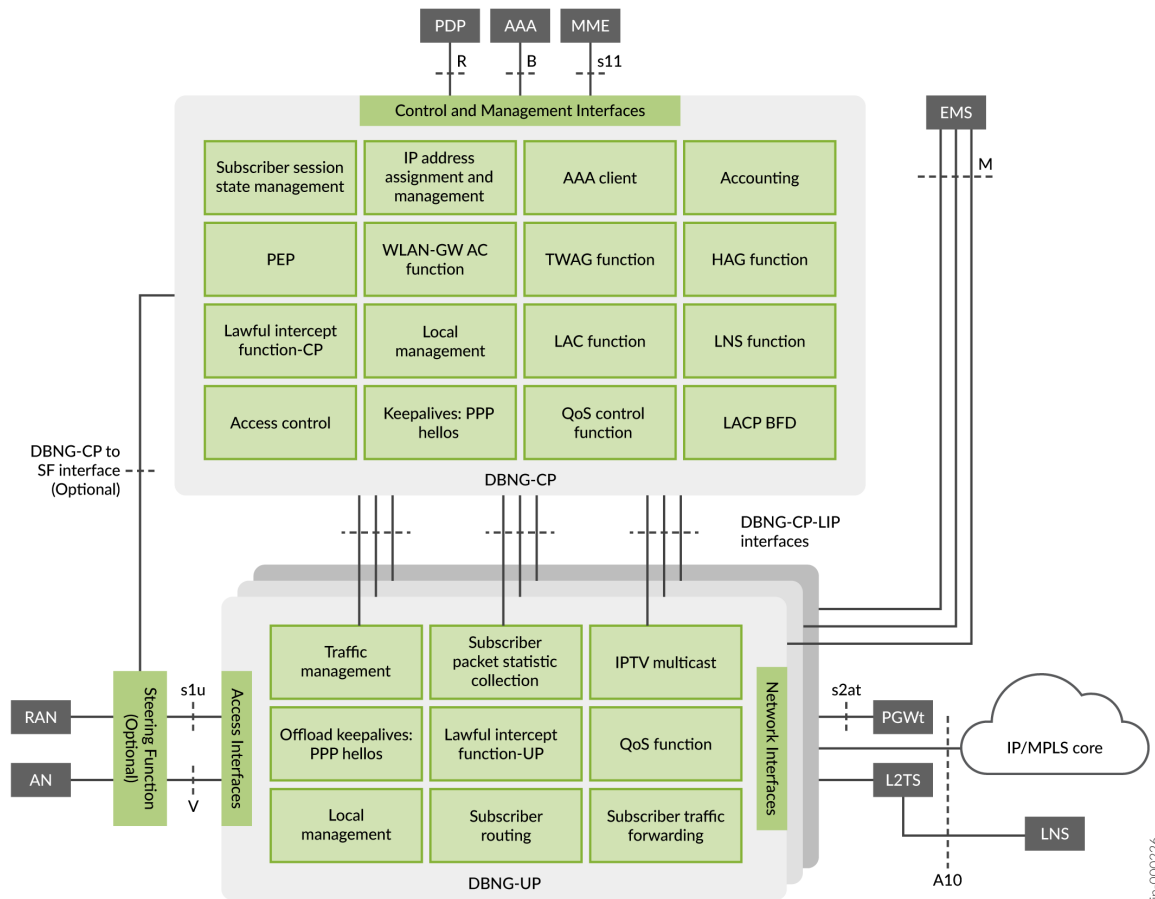 PDP
AAA
MME
R
B
s11
Control and Management Interfaces
EMS
M
Subscriber session
state management
IP address
assignment and
management
AAA client
Accounting
PEP
WLAN-GW AC
function
TWAG function
HAG function
Lawful intercept
function-CP
Local
management
LAC function
LNS function
Access control
Keepalives: PPP
hellos
QoS control
function
LACP BFD
DBNG-CP
DBNG-CP to
SF interface
(Optional)
DBNG-CP-LIP
interfaces
Traffic
management
Subscriber
packet statistic
collection
IPTV multicast
Offload keepalives:
PPP hellos
Lawful intercept
function-UP
QoS function
Local
management
Subscriber
routing
Subscriber traffic
forwarding
DBNG-UP
RAN
AN
Steering Function
(Optional)
s1u
V
Access Interfaces
Network Interfaces
s2at
PGWt
IP/MPLS core
L2TS
LNS
A10